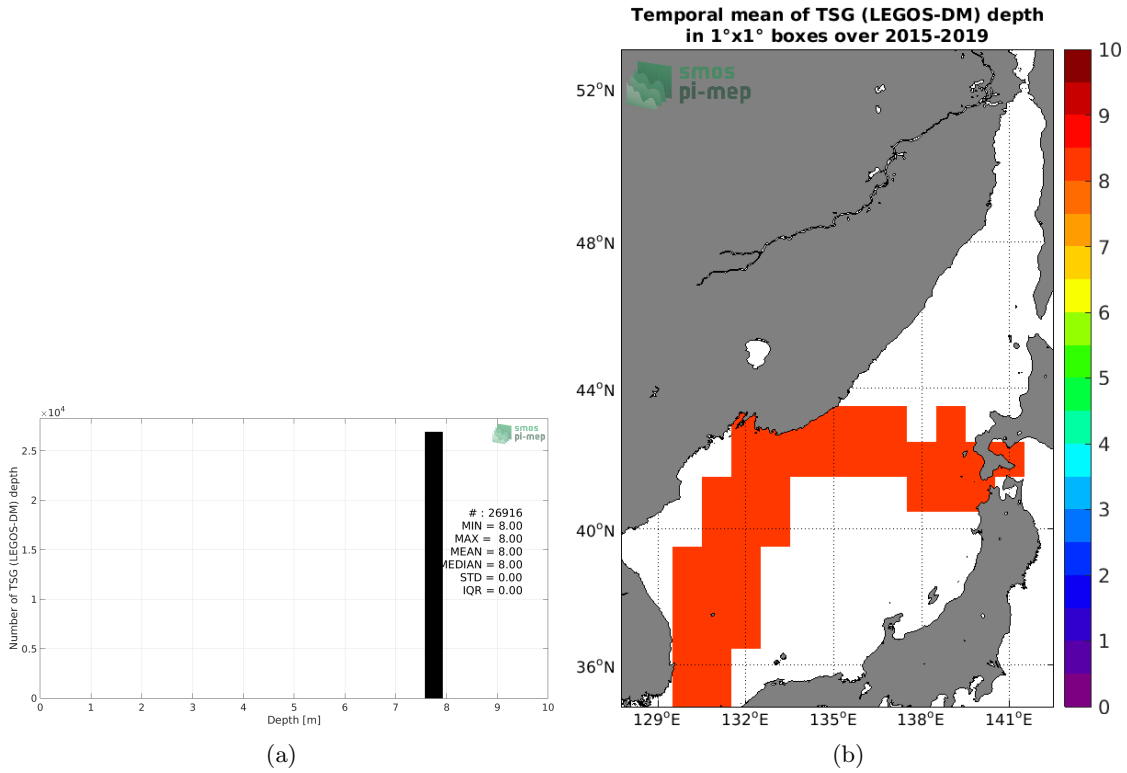 ×10⁴
2.5
2
1.5
1
0.5
0
Number of TSG (LEGOS-DM) depth
smos
pi-mep
# : 26916
MIN = 8.00
MAX = 8.00
MEAN = 8.00
MEDIAN = 8.00
STD = 0.00
IQR = 0.00
0 1 2 3 4 5 6 7 8 9 10
Depth [m]
(a)
Temporal mean of TSG (LEGOS-DM) depth
in 1°x1° boxes over 2015-2019
smos
pi-mep
52°N
48°N
44°N
40°N
36°N
129°E 132°E 135°E 138°E 141°E
10
9
8
7
6
5
4
3
2
1
0
(b)